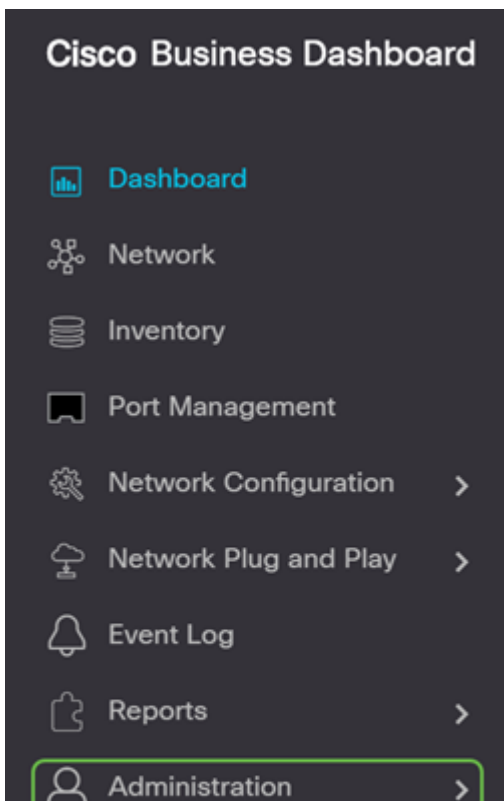 Cisco Business Dashboard
Dashboard
Network
Inventory
Port Management
Network Configuration
Network Plug and Play
Event Log
Reports
Administration